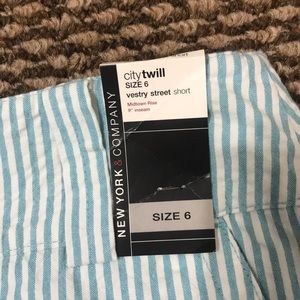 city twill
SIZE 6
vestry street short
Midtown Rise
9" inseam
NEW YORK & COMPANY
SIZE 6